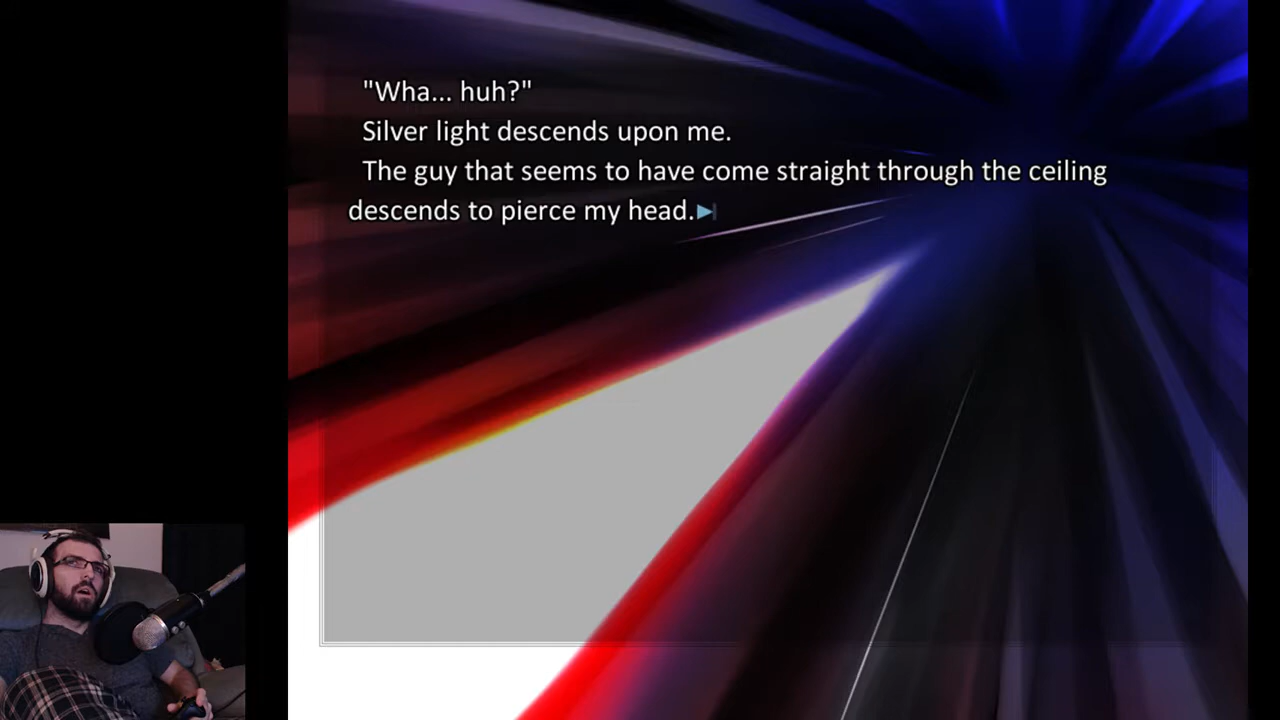 "Wha... huh?"
Silver light descends upon me.
The guy that seems to have come straight through the ceiling
descends to pierce my head.